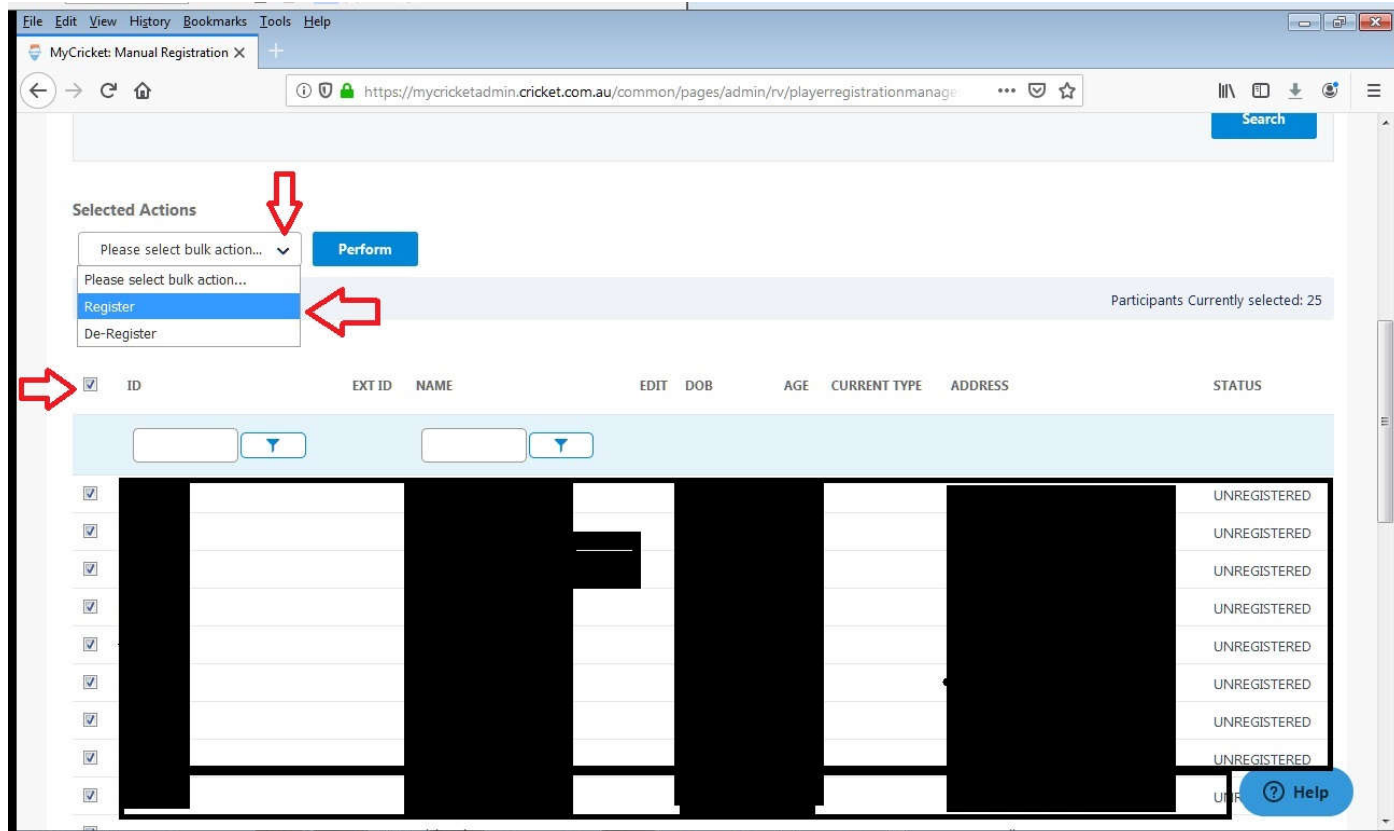 File Edit View History Bookmarks Tools Help
MyCricket: Manual Registration
https://mycricketadmin.cricket.com.au/common/pages/admin/rv/playerregistrationmanage
Search
Selected Actions
Please select bulk action... Perform
Please select bulk action...
Register
Participants Currently selected: 25
De-Register
ID EXT ID NAME EDIT DOB AGE CURRENT TYPE ADDRESS STATUS
UNREGISTERED
UNREGISTERED
UNREGISTERED
UNREGISTERED
UNREGISTERED
UNREGISTERED
UNREGISTERED
UNREGISTERED
Help